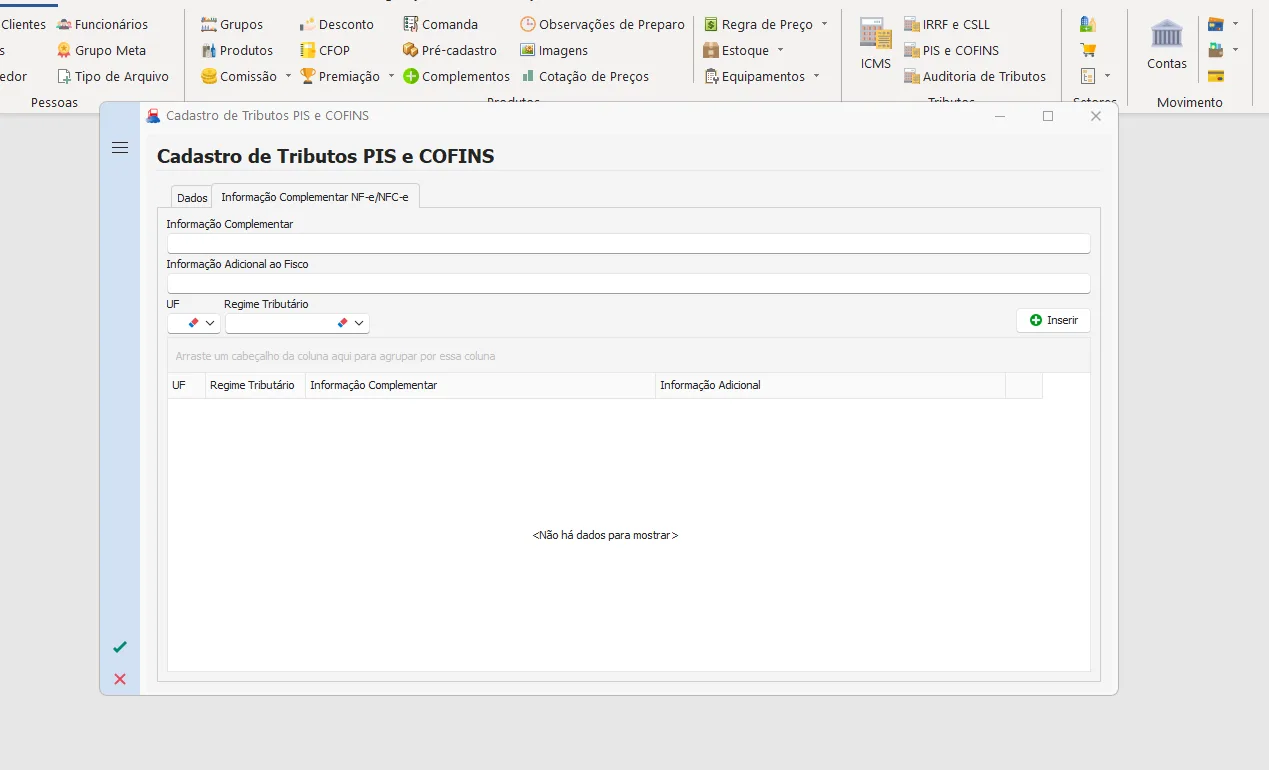 Clientes Funcionários Grupos Desconto Comanda Observações de Preparo Regra de Preço IRRF e CSLL
s Grupo Meta Produtos CFOP Pré-cadastro Imagens Estoque ICMS PIS e COFINS Contas
edor Tipo de Arquivo Comissão Premiação Complementos Cotação de Preços Equipamentos Auditoria de Tributos
Pessoas Produtos Tributos Setores Movimento
Cadastro de Tributos PIS e COFINS
Cadastro de Tributos PIS e COFINS
Dados Informação Complementar NF-e/NFC-e
Informação Complementar
Informação Adicional ao Fisco
UF Regime Tributário
Inserir
Arraste um cabeçalho da coluna aqui para agrupar por essa coluna
UF Regime Tributário Informação Complementar Informação Adicional
<Não há dados para mostrar>